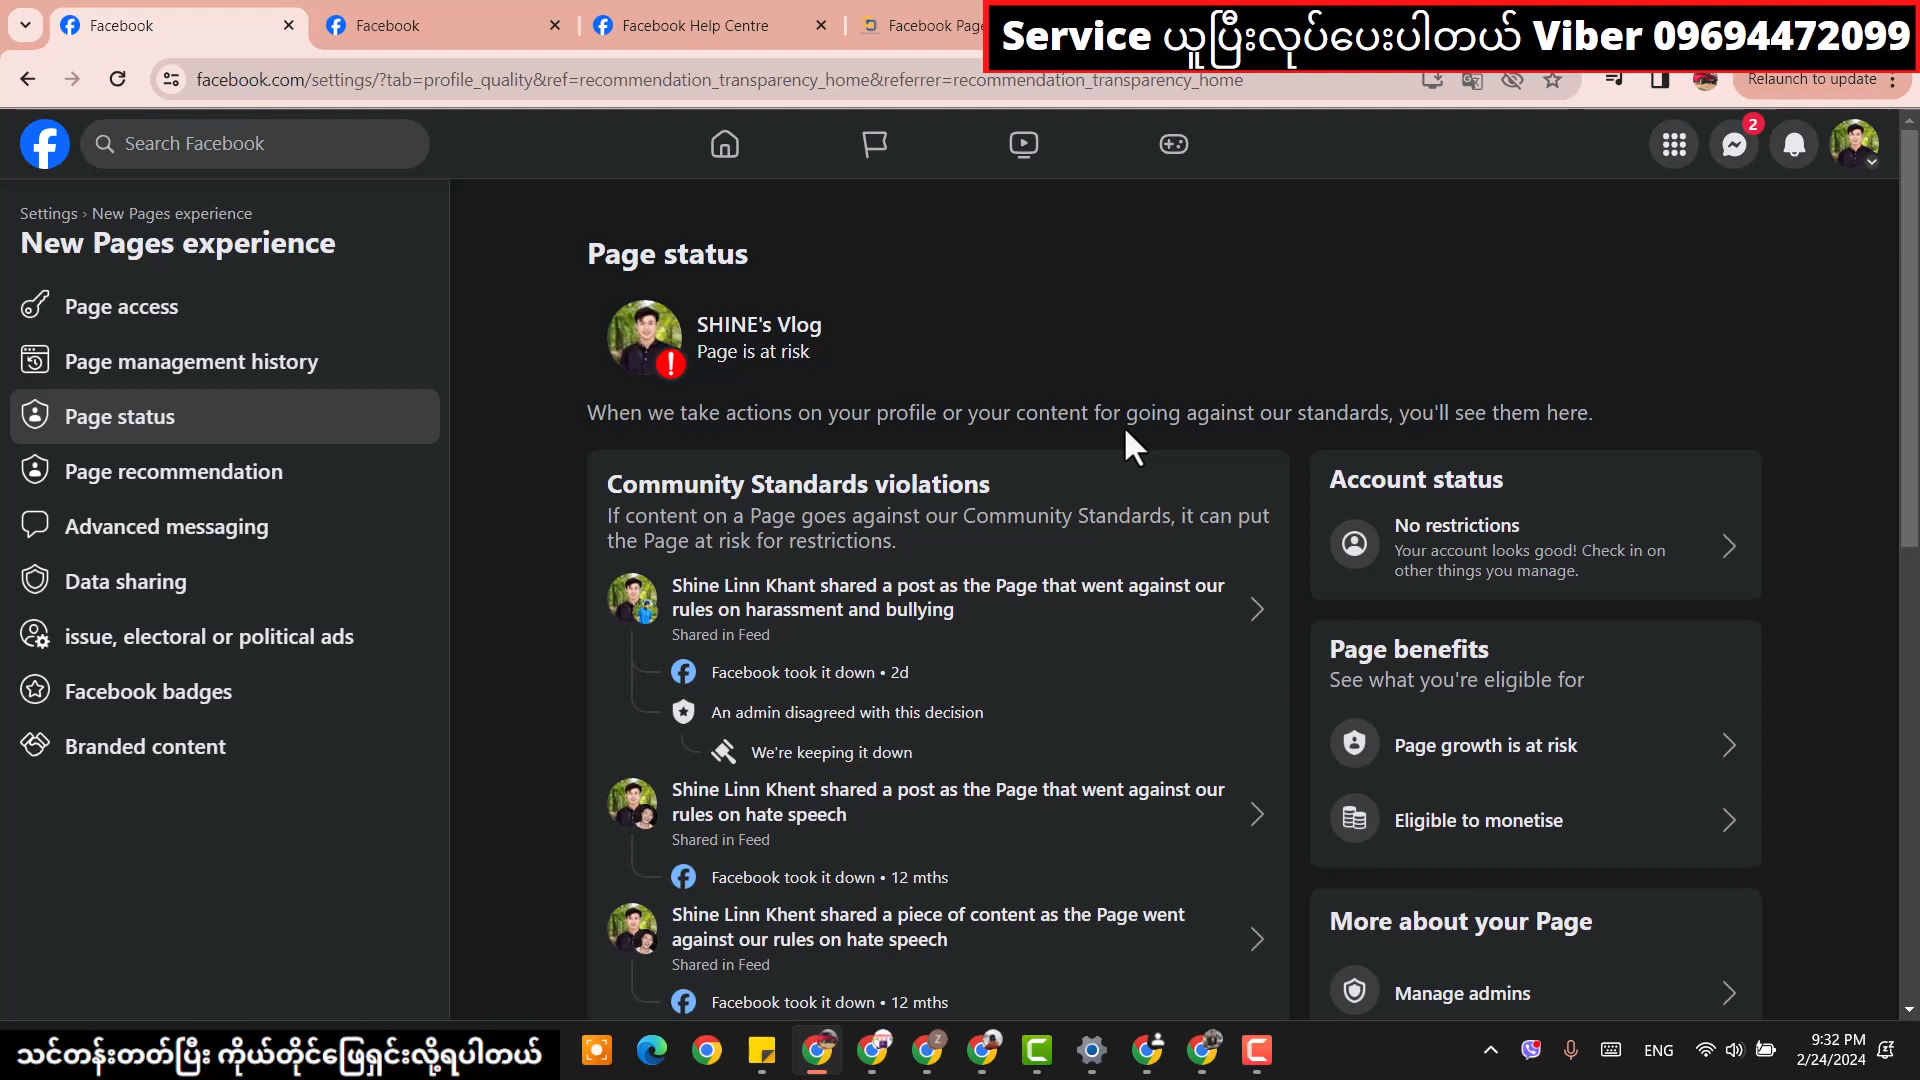 Facebook
Facebook
Facebook Help Centre
Facebook Page
Service ယူပြီးလုပ်ပေးပါတယ် Viber 09694472099
facebook.com/settings/?tab=profile_quality&ref=recommendation_transparency_home&referrer=recommendation_transparency_home
Relaunch to update
Search Facebook
2
Settings › New Pages experience
New Pages experience
Page access
Page management history
Page status
Page recommendation
Advanced messaging
Data sharing
issue, electoral or political ads
Facebook badges
Branded content
Page status
SHINE's Vlog
Page is at risk
When we take actions on your profile or your content for going against our standards, you'll see them here.
Community Standards violations
If content on a Page goes against our Community Standards, it can put
the Page at risk for restrictions.
Shine Linn Khant shared a post as the Page that went against our
rules on harassment and bullying
Shared in Feed
Facebook took it down • 2d
An admin disagreed with this decision
We're keeping it down
Shine Linn Khent shared a post as the Page that went against our
rules on hate speech
Shared in Feed
Facebook took it down • 12 mths
Shine Linn Khent shared a piece of content as the Page went
against our rules on hate speech
Shared in Feed
Facebook took it down • 12 mths
Account status
No restrictions
Your account looks good! Check in on
other things you manage.
Page benefits
See what you're eligible for
Page growth is at risk
Eligible to monetise
More about your Page
Manage admins
သင်တန်းတတ်ပြီး ကိုယ်တိုင်ဖြေရှင်းလို့ရပါတယ်
ENG
9:32 PM
2/24/2024